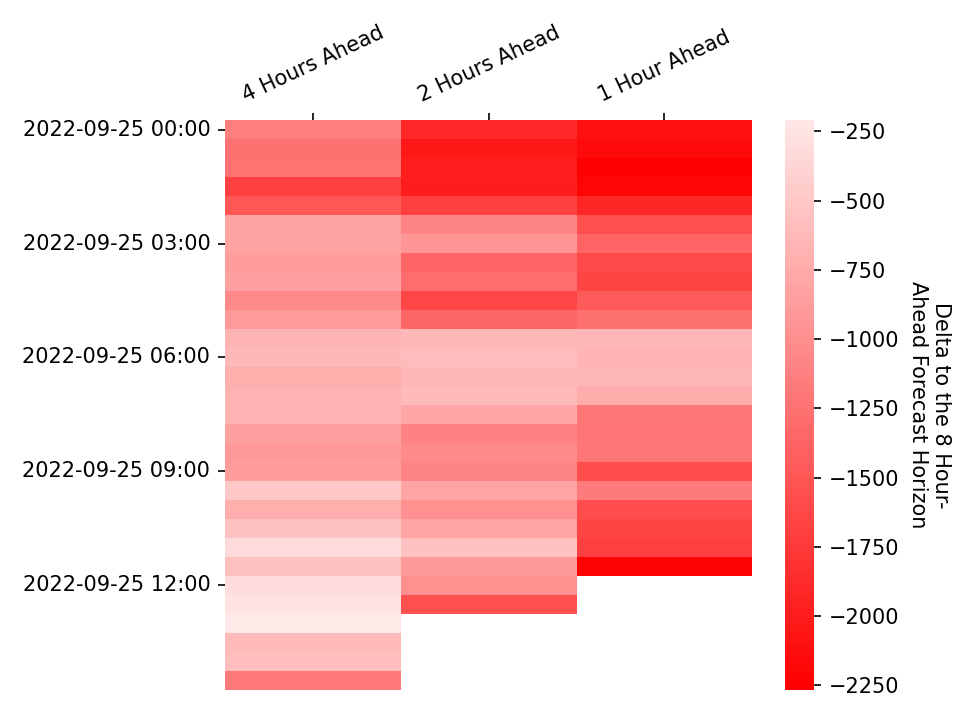 4 Hours Ahead
2 Hours Ahead
1 Hour Ahead
2022-09-25 00:00
2022-09-25 03:00
2022-09-25 06:00
2022-09-25 09:00
2022-09-25 12:00
−250
−500
−750
−1000
−1250
−1500
−1750
−2000
−2250
Delta to the 8 Hour-
Ahead Forecast Horizon